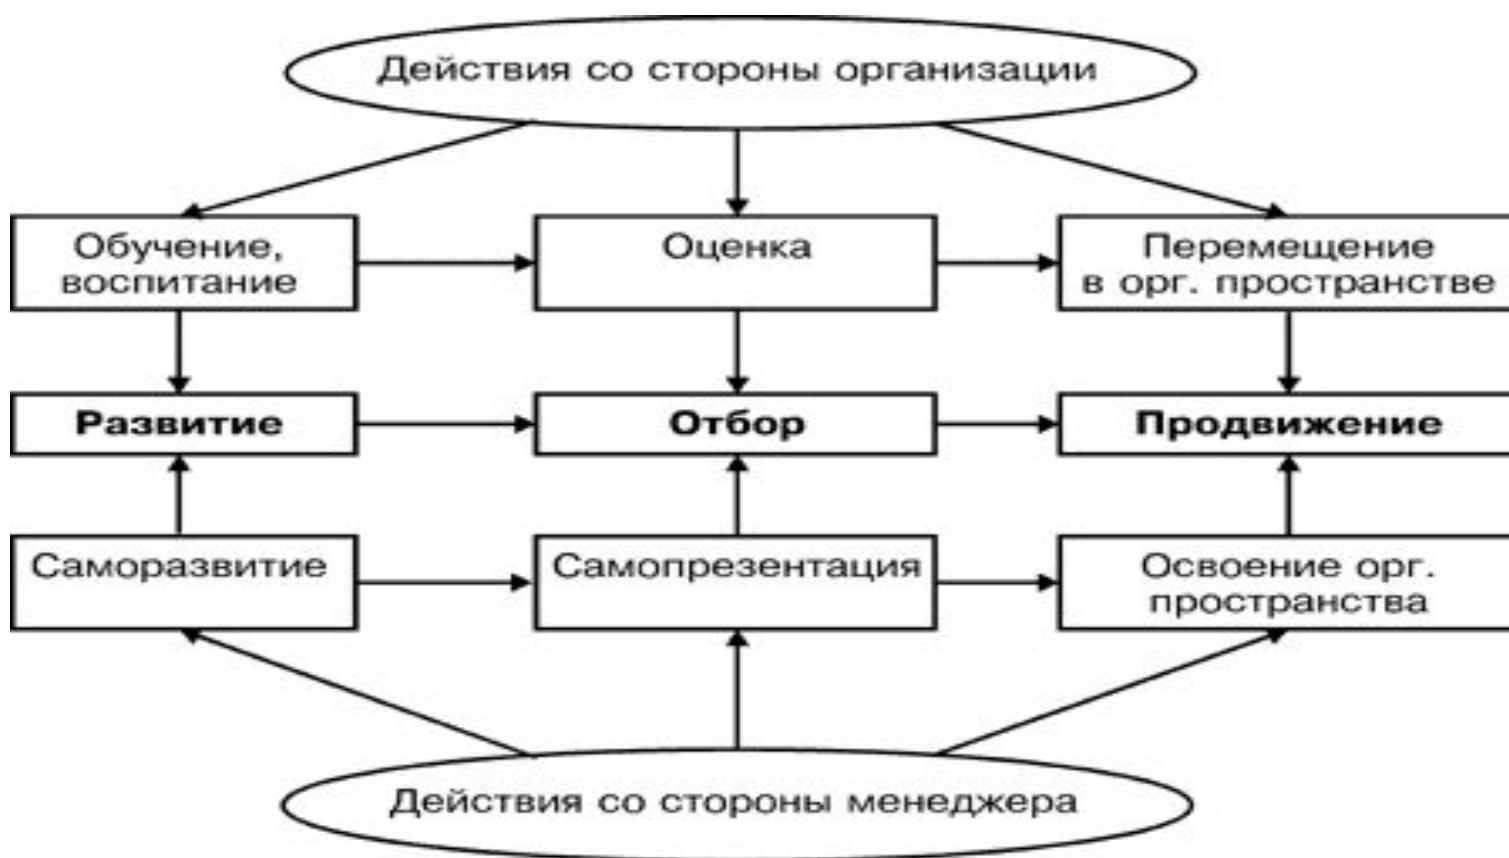 Действия со стороны организации
Обучение,
воспитание
Оценка
Перемещение
в орг. пространстве
Развитие
Отбор
Продвижение
Саморазвитие
Самопрезентация
Освоение орг.
пространства
Действия со стороны менеджера